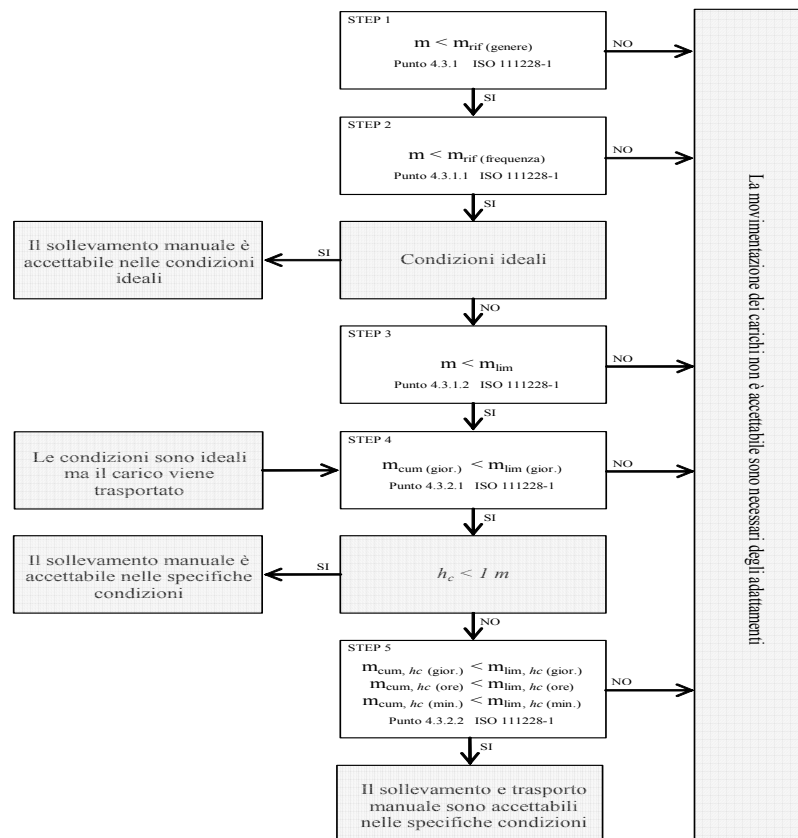 STEP 1
m < mrif (genere)
Punto 4.3.1 ISO 111228-1
NO
SI
STEP 2
m < mrif (frequenza)
Punto 4.3.1.1 ISO 111228-1
NO
SI
Il sollevamento manuale è
accettabile nelle condizioni
ideali
SI
Condizioni ideali
NO
STEP 3
m < mlim
Punto 4.3.1.2 ISO 111228-1
NO
SI
Le condizioni sono ideali
ma il carico viene
trasportato
STEP 4
mcum (gior.) < mlim (gior.)
Punto 4.3.2.1 ISO 111228-1
NO
SI
Il sollevamento manuale è
accettabile nelle specifiche
condizioni
SI
hc < 1 m
NO
STEP 5
mcum, hc (gior.) < mlim, hc (gior.)
mcum, hc (ore) < mlim, hc (ore)
mcum, hc (min.) < mlim, hc (min.)
Punto 4.3.2.2 ISO 111228-1
NO
SI
Il sollevamento e trasporto
manuale sono accettabili
nelle specifiche condizioni
La movimentazione dei carichi non è accettabile sono necessari degli adattamenti